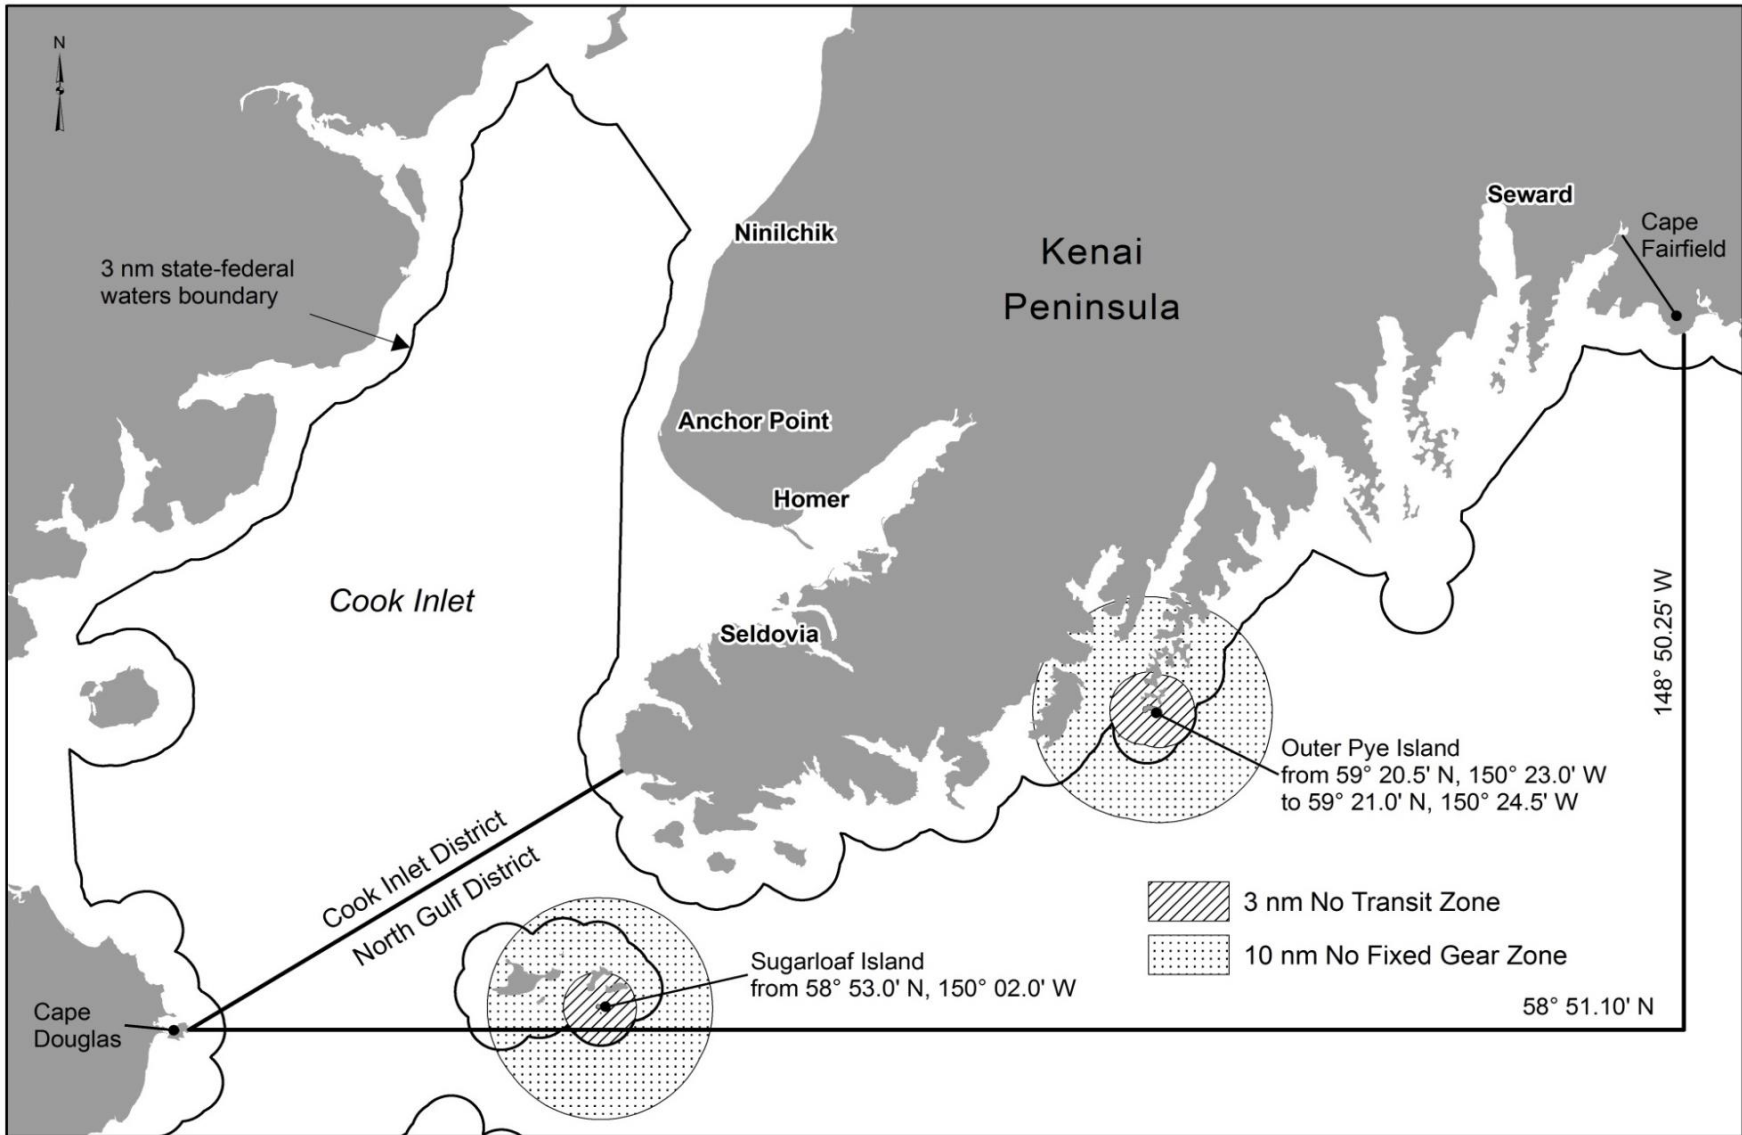 N
Seward
Cape
Fairfield
Ninilchik
Kenai
Peninsula
3 nm state-federal
waters boundary
Anchor Point
Homer
Cook Inlet
Seldovia
148° 50.25' W
Outer Pye Island
from 59° 20.5' N, 150° 23.0' W
to 59° 21.0' N, 150° 24.5' W
Cook Inlet District
North Gulf District
3 nm No Transit Zone
10 nm No Fixed Gear Zone
Sugarloaf Island
from 58° 53.0' N, 150° 02.0' W
58° 51.10' N
Cape
Douglas